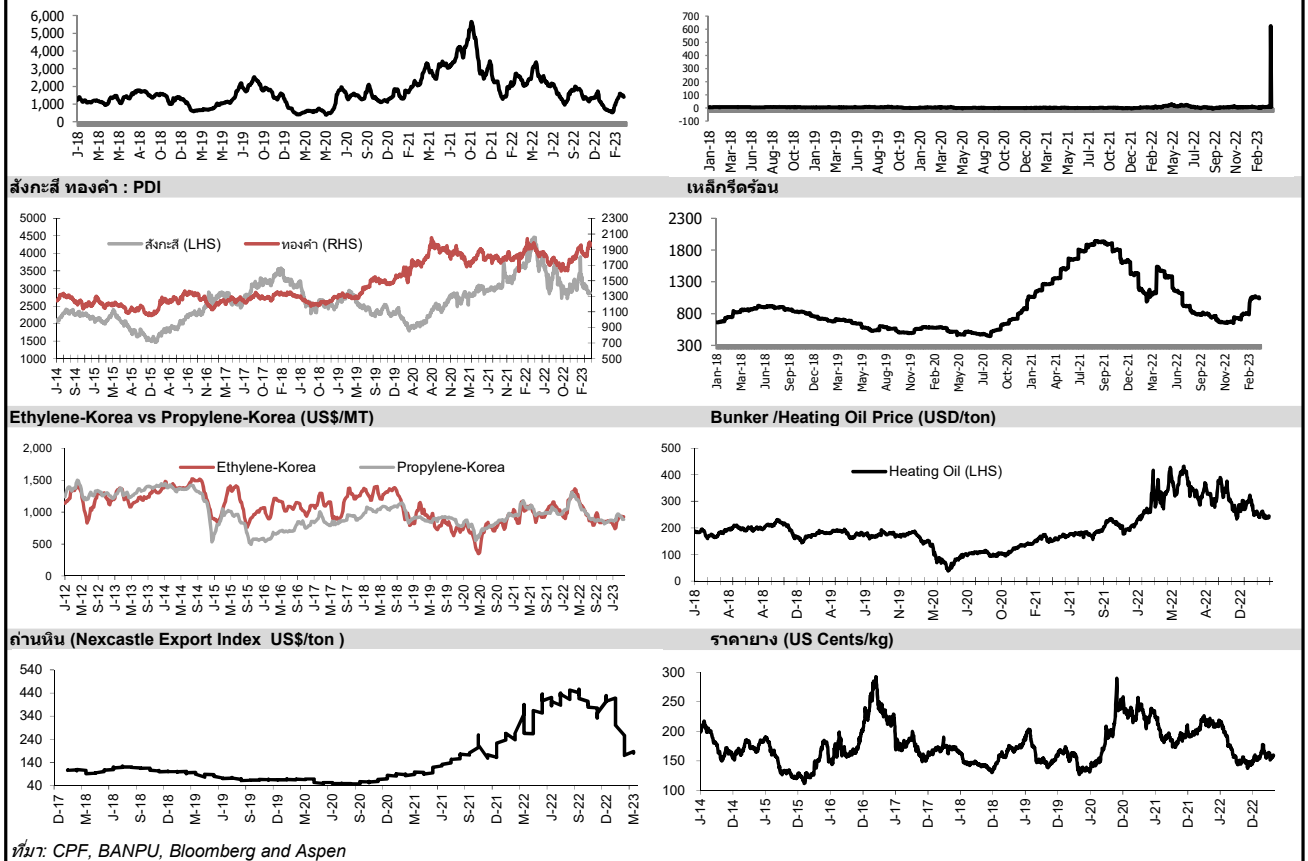 6,000
5,000
4,000
3,000
2,000
1,000
0
J-18
M-18
M-18
A-18
O-18
D-18
M-19
M-19
J-19
O-19
D-19
M-20
M-20
J-20
S-20
D-20
F-21
M-21
J-21
O-21
F-22
M-22
J-22
S-22
D-22
F-23
700
600
500
400
300
200
100
0
-100
Jan-18
Mar-18
Jun-18
Aug-18
Oct-18
Jan-19
Mar-19
Jun-19
Aug-19
Oct-19
Jan-20
Mar-20
May-20
Jul-20
Oct-20
Dec-20
Mar-21
May-21
Jul-21
Oct-21
Dec-21
Feb-22
May-22
Jul-22
Sep-22
Nov-22
Feb-23
สังกะสี ทองคำ : PDI
เหล็กรีดร้อน
5000
4500
4000
3500
3000
2500
2000
1500
1000
สังกะสี (LHS)
ทองคำ (RHS)
2300
2100
1900
1700
1500
1300
1100
900
700
500
J-14
S-14
J-15
M-15
A-15
D-15
A-16
J-16
N-16
M-17
J-17
O-17
F-18
J-18
O-18
J-19
M-19
S-19
D-19
A-20
A-20
N-20
M-21
J-21
N-21
F-22
J-22
O-22
F-23
2300
1800
1300
800
300
Jan-18
Mar-18
Jun-18
Sep-18
Dec-18
Mar-19
Jun-19
Aug-19
Nov-19
Feb-20
May-20
Jul-20
Oct-20
Jan-21
Apr-21
Jul-21
Sep-21
Dec-21
Mar-22
Jun-22
Sep-22
Nov-22
Feb-23
Ethylene-Korea vs Propylene-Korea (US$/MT)
Bunker /Heating Oil Price (USD/ton)
2,000
1,500
1,000
500
0
Ethylene-Korea
Propylene-Korea
J-12
M-12
S-12
J-13
M-13
S-13
J-14
M-14
S-14
J-15
M-15
S-15
J-16
M-16
S-16
J-17
M-17
S-17
J-18
M-18
S-18
J-19
M-19
S-19
J-20
M-20
S-20
J-21
M-21
S-21
J-22
M-22
S-22
J-23
500
400
300
200
100
0
Heating Oil (LHS)
J-18
A-18
A-18
D-18
M-19
J-19
N-19
M-20
J-20
O-20
F-21
J-21
S-21
J-22
M-22
A-22
D-22
ถ่านหิน (Nexcastle Export Index  US$/ton )
ราคายาง (US Cents/kg)
540
440
340
240
140
40
D-17
M-18
J-18
S-18
D-18
M-19
J-19
S-19
D-19
M-20
J-20
S-20
D-20
M-21
J-21
S-21
D-21
M-22
J-22
S-22
D-22
M-23
300
250
200
150
100
J-14
D-14
J-15
D-15
J-16
D-16
J-17
D-17
J-18
D-18
J-19
D-19
J-20
D-20
J-21
D-21
J-22
D-22
ที่มา: CPF, BANPU, Bloomberg and Aspen